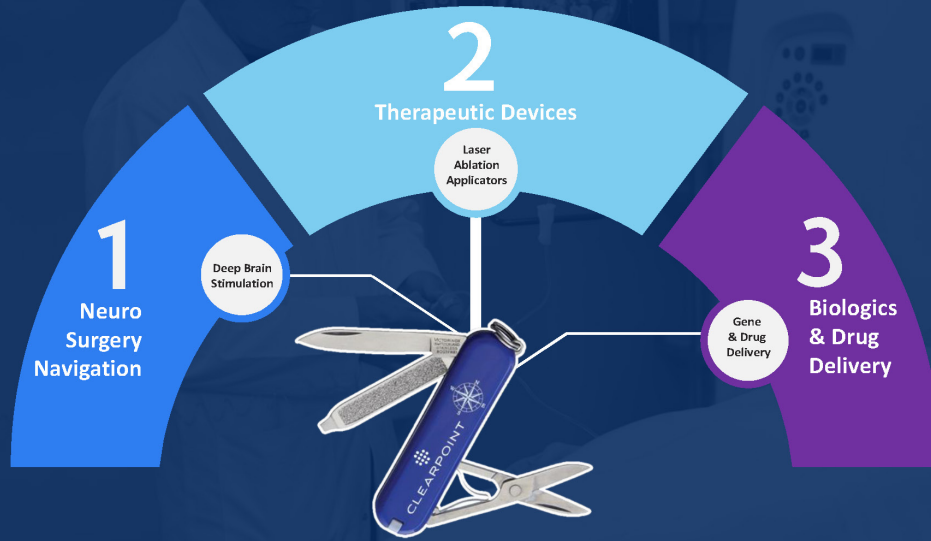 1
Neuro
Surgery
Navigation
Deep Brain
Stimulation
2
Therapeutic Devices
Laser
Ablation
Applicators
3
Biologics
& Drug
Delivery
Gene
& Drug
Delivery
CLEARPOINT